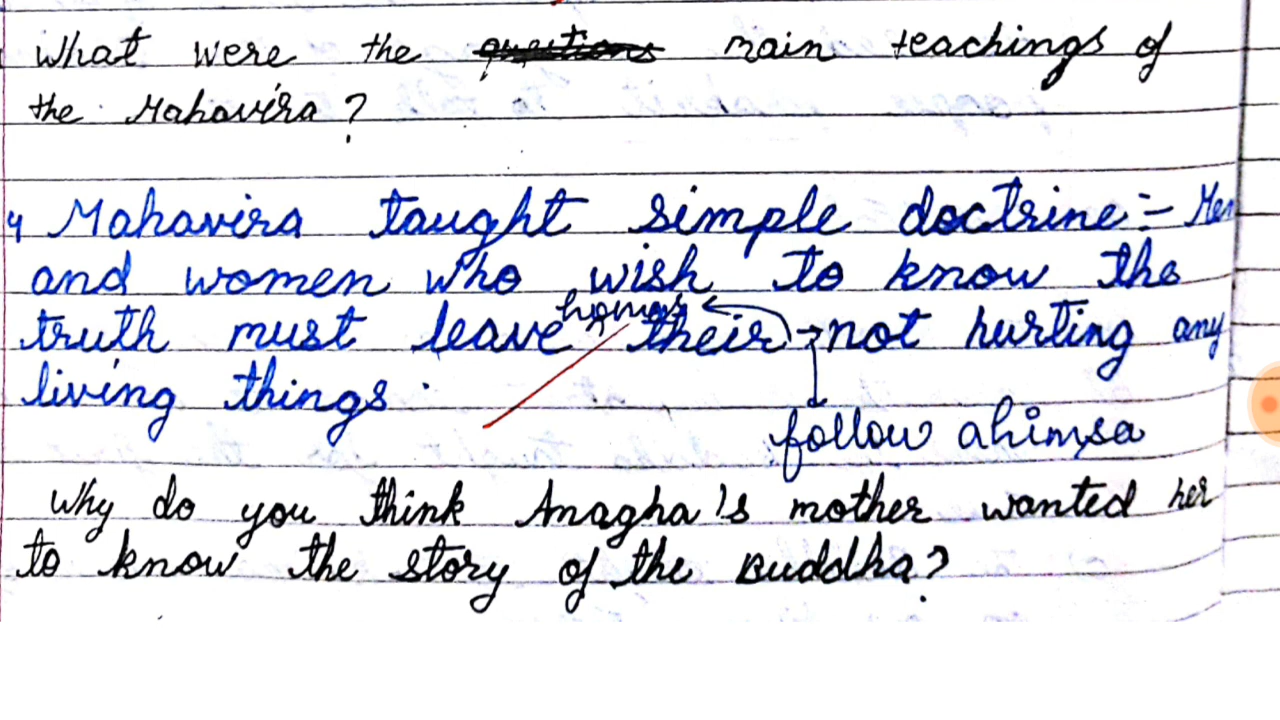 What were the questions main teachings of
the Mahavira?
4 Mahavira taught simple doctrine :- Men
and women who wish to know the
homes
truth must leave their not hurting any
living things.
follow ahimsa
Why do you think Anagha's mother wanted her
to know the story of the Buddha?